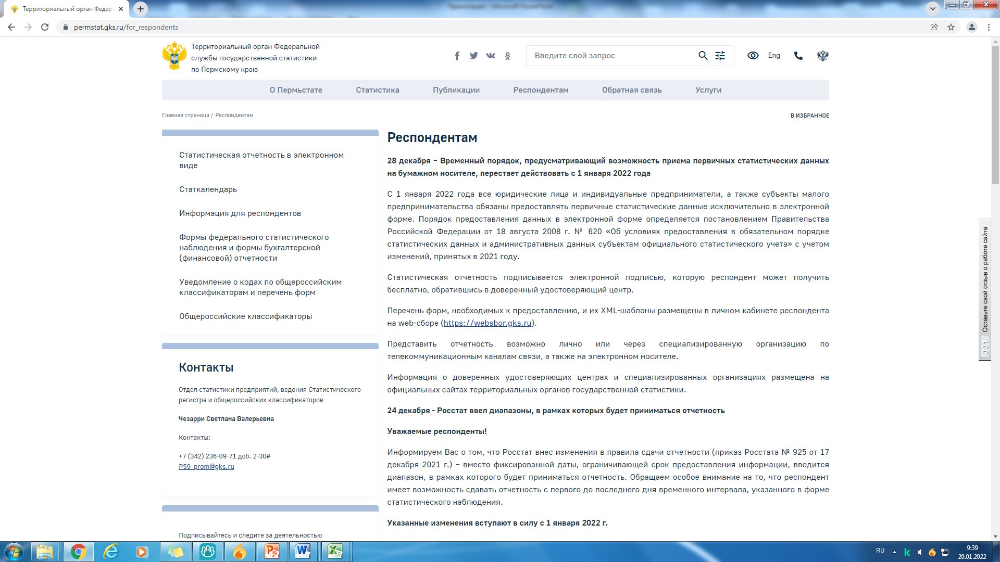 Территориальный орган Федер
permstat.gks.ru/for_respondents
Территориальный орган Федеральной
службы государственной статистики
по Пермскому краю
Введите свой запрос
Eng
О Пермьстате
Статистика
Публикации
Респондентам
Обратная связь
Услуги
Главная страница / Респондентам
В ИЗБРАННОЕ
Статистическая отчетность в электронном
виде
Статкалендарь
Информация для респондентов
Формы федерального статистического
наблюдения и формы бухгалтерской
(финансовой) отчетности
Уведомление о кодах по общероссийским
классификаторам и перечень форм
Общероссийские классификаторы
Контакты
Отдел статистики предприятий, ведения Статистического
регистра и общероссийских классификаторов
Чезарри Светлана Валерьевна
Контакты:
+7 (342) 236-09-71 доб. 2-30#
P59_prom@gks.ru
Подписывайтесь и следите за деятельностью
Респондентам
28 декабря – Временный порядок, предусматривающий возможность приема первичных статистических данных
на бумажном носителе, перестает действовать с 1 января 2022 года
С 1 января 2022 года все юридические лица и индивидуальные предприниматели, а также субъекты малого
предпринимательства обязаны предоставлять первичные статистические данные исключительно в электронной
форме. Порядок предоставления данных в электронной форме определяется постановлением Правительства
Российской Федерации от 18 августа 2008 г. № 620 «Об условиях предоставления в обязательном порядке
статистических данных и административных данных субъектам официального статистического учета» с учетом
изменений, принятых в 2021 году.
Статистическая отчетность подписывается электронной подписью, которую респондент может получить
бесплатно, обратившись в доверенный удостоверяющий центр.
Перечень форм, необходимых к предоставлению, и их XML-шаблоны размещены в личном кабинете респондента
на web-сборе (https://websbor.gks.ru).
Представить отчетность возможно лично или через специализированную организацию по
телекоммуникационным каналам связи, а также на электронном носителе.
Информация о доверенных удостоверяющих центрах и специализированных организациях размещена на
официальных сайтах территориальных органов государственной статистики.
24 декабря - Росстат ввел диапазоны, в рамках которых будет приниматься отчетность
Уважаемые респонденты!
Информируем Вас о том, что Росстат внес изменения в правила сдачи отчетности (приказ Росстата № 925 от 17
декабря 2021 г.) – вместо фиксированной даты, ограничивающей срок предоставления информации, вводится
диапазон, в рамках которого будет приниматься отчетность. Обращаем особое внимание на то, что респондент
имеет возможность сдавать отчетность с первого до последнего дня временного интервала, указанного в форме
статистического наблюдения.
Указанные изменения вступают в силу с 1 января 2022 г.
Оставьте свой отзыв о работе сайта
RU
9:39
20.01.2022